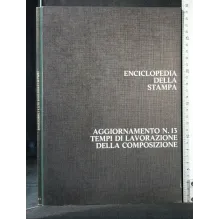 ENCICLOPEDIA
DELLA
STAMPA
AGGIORNAMENTO N. 13
TEMPI DI LAVORAZIONE
DELLA COMPOSIZIONE